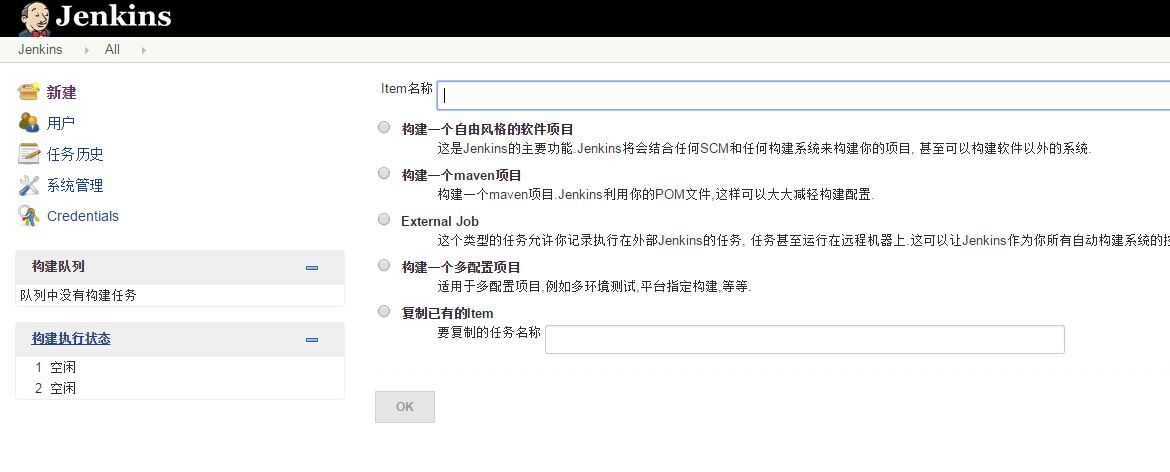 Jenkins
Jenkins All
新建
用户
任务历史
系统管理
Credentials
构建队列
队列中没有构建任务
构建执行状态
1 空闲
2 空闲
Item名称
构建一个自由风格的软件项目
这是Jenkins的主要功能.Jenkins将会结合任何SCM和任何构建系统来构建你的项目, 甚至可以构建软件以外的系统.
构建一个maven项目
构建一个maven项目.Jenkins利用你的POM文件,这样可以大大减轻构建配置.
External Job
这个类型的任务允许你记录执行在外部Jenkins的任务, 任务甚至运行在远程机器上.这可以让Jenkins作为你所有自动构建系统的控
构建一个多配置项目
适用于多配置项目,例如多环境测试,平台指定构建,等等.
复制已有的Item
要复制的任务名称
OK